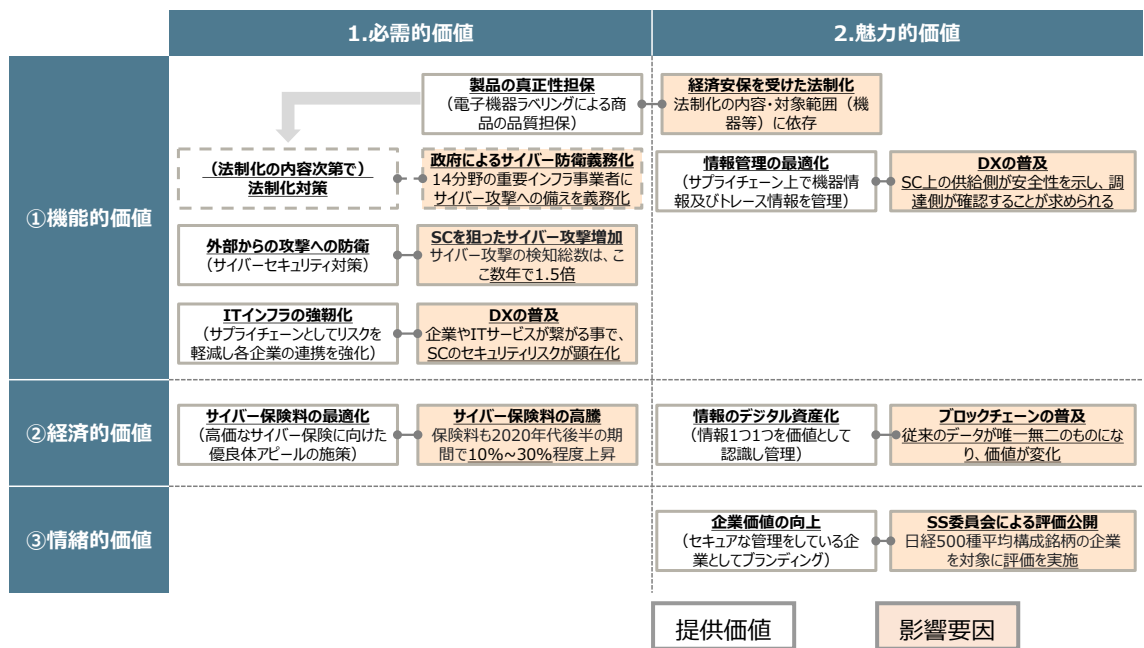 1.必需的価値
2.魅力的価値
①機能的価値
製品の真正性担保
(電子機器ラベリングによる商
品の品質担保)
経済安保を受けた法制化
法制化の内容・対象範囲(機
器等)に依存
(法制化の内容次第で)
法制化対策
政府によるサイバー防衛義務化
14分野の重要インフラ事業者に
サイバー攻撃への備えを義務化
情報管理の最適化
(サプライチェーン上で機器情
報及びトレース情報を管理)
DXの普及
SC上の供給側が安全性を示し、調
達側が確認することが求められる
外部からの攻撃への防衛
(サイバーセキュリティ対策)
SCを狙ったサイバー攻撃増加
サイバー攻撃の検知総数は、こ
こ数年で1.5倍
ITインフラの強靭化
(サプライチェーンとしてリスクを
軽減し各企業の連携を強化)
DXの普及
企業やITサービスが繋がる事で、
SCのセキュリティリスクが顕在化
②経済的価値
サイバー保険料の最適化
(高価なサイバー保険に向けた
優良体アピールの施策)
サイバー保険料の高騰
保険料も2020年代後半の期
間で10%~30%程度上昇
情報のデジタル資産化
(情報1つ1つを価値として
認識し管理)
ブロックチェーンの普及
従来のデータが唯一無二のものにな
り、価値が変化
③情緒的価値
企業価値の向上
(セキュアな管理をしている企
業としてブランディング)
SS委員会による評価公開
日経500種平均構成銘柄の企業
を対象に評価を実施
提供価値
影響要因